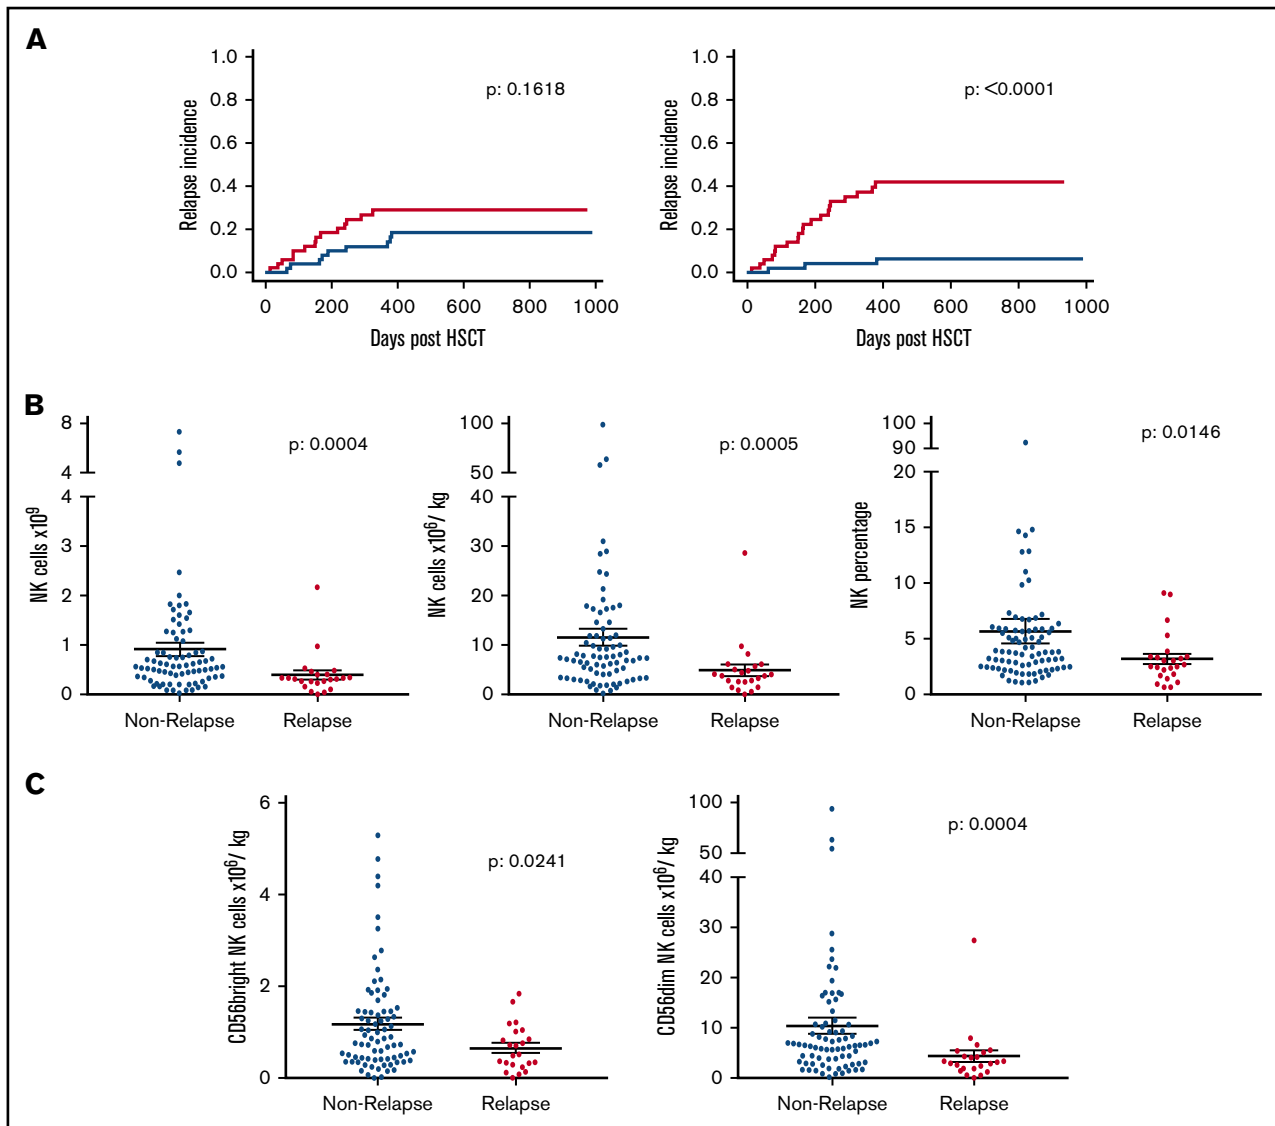 A
1.0
0.8
0.6
0.4
0.2
0.0
Relapse incidence
p: 0.1618
0 200 400 600 800 1000
Days post HSCT
1.0
0.8
0.6
0.4
0.2
0.0
Relapse incidence
p: <0.0001
0 200 400 600 800 1000
Days post HSCT
B
8
4
4
3
2
1
0
NK cells x10⁹
p: 0.0004
Non-Relapse Relapse
100
50
40
30
20
10
0
NK cells x10⁶/ kg
p: 0.0005
Non-Relapse Relapse
100
90
20
15
10
5
0
NK percentage
p: 0.0146
Non-Relapse Relapse
C
6
4
2
0
CD56bright NK cells x10⁶/ kg
p: 0.0241
Non-Relapse Relapse
100
50
40
30
20
10
0
CD56dim NK cells x10⁶/ kg
p: 0.0004
Non-Relapse Relapse